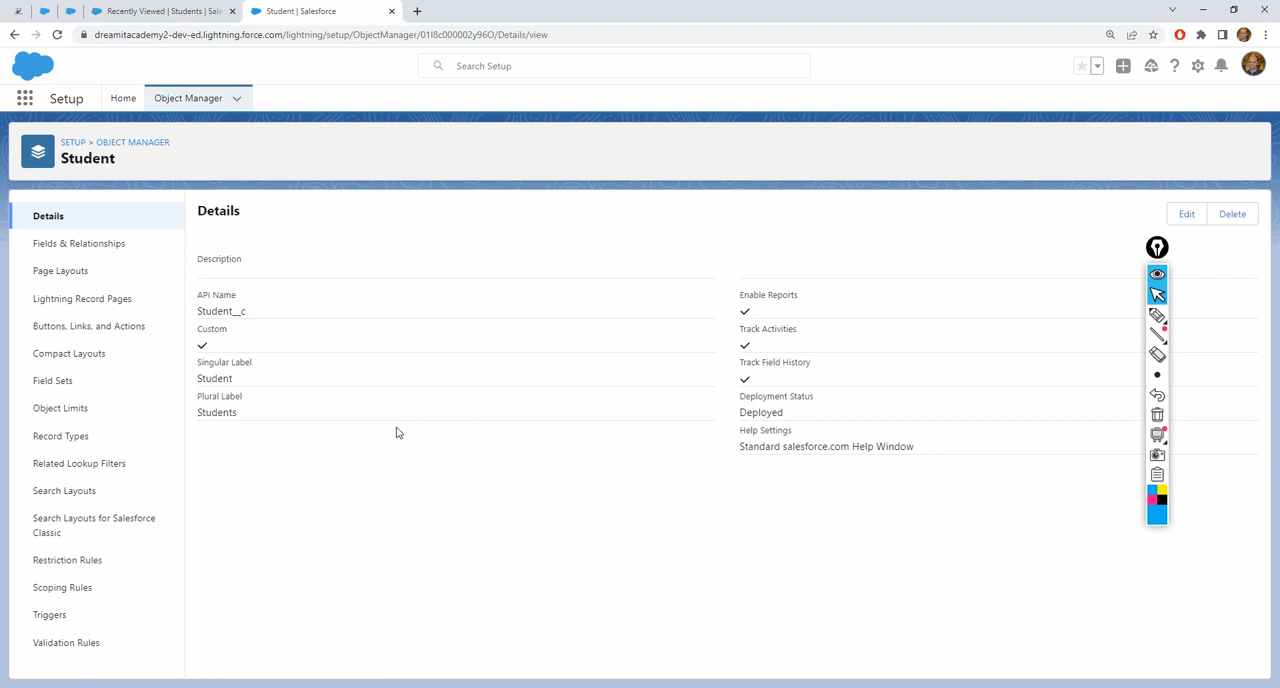 Recently Viewed | Students | Sale
Student | Salesforce
dreamitacademy2-dev-ed.lightning.force.com/lightning/setup/ObjectManager/01I8c000002y96O/Details/view
Search Setup
Setup
Home
Object Manager
SETUP > OBJECT MANAGER
Student
Details
Fields & Relationships
Page Layouts
Lightning Record Pages
Buttons, Links, and Actions
Compact Layouts
Field Sets
Object Limits
Record Types
Related Lookup Filters
Search Layouts
Search Layouts for Salesforce
Classic
Restriction Rules
Scoping Rules
Triggers
Validation Rules
Details
Edit
Delete
Description
API Name
Student__c
Custom
Singular Label
Student
Plural Label
Students
Enable Reports
Track Activities
Track Field History
Deployment Status
Deployed
Help Settings
Standard salesforce.com Help Window